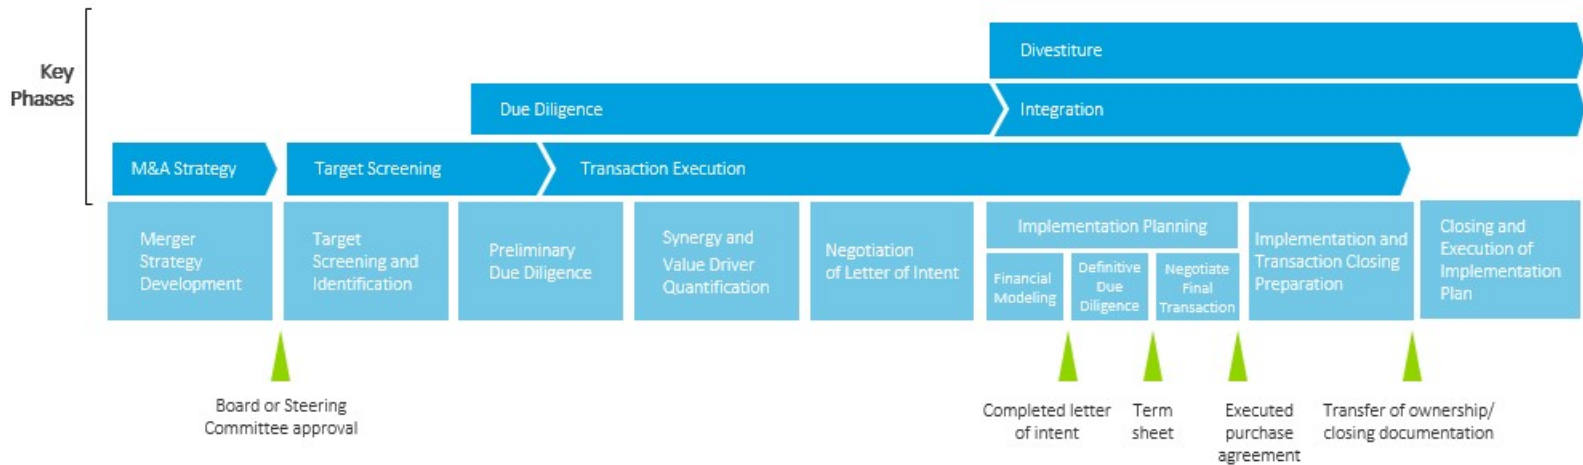 Key
Phases
Divestiture
Due Diligence
Integration
M&A Strategy
Target Screening
Transaction Execution
Merger
Strategy
Development
Target
Screening and
Identification
Preliminary
Due Diligence
Synergy and
Value Driver
Quantification
Negotiation
of Letter of Intent
Implementation Planning
Financial
Modeling
Definitive
Due
Diligence
Negotiate
Final
Transaction
Implementation and
Transaction Closing
Preparation
Closing and
Execution of
Implementation
Plan
Board or Steering
Committee approval
Completed letter
of intent
Term
sheet
Executed
purchase
agreement
Transfer of ownership/
closing documentation